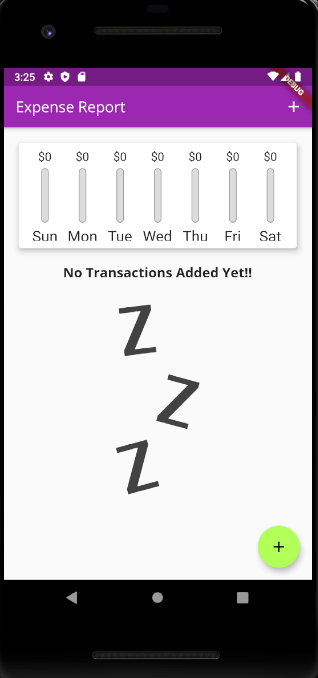 3:25
DEBUG
Expense Report
+
$0 $0 $0 $0 $0 $0 $0
Sun Mon Tue Wed Thu Fri Sat
No Transactions Added Yet!!
Z
Z
Z
+